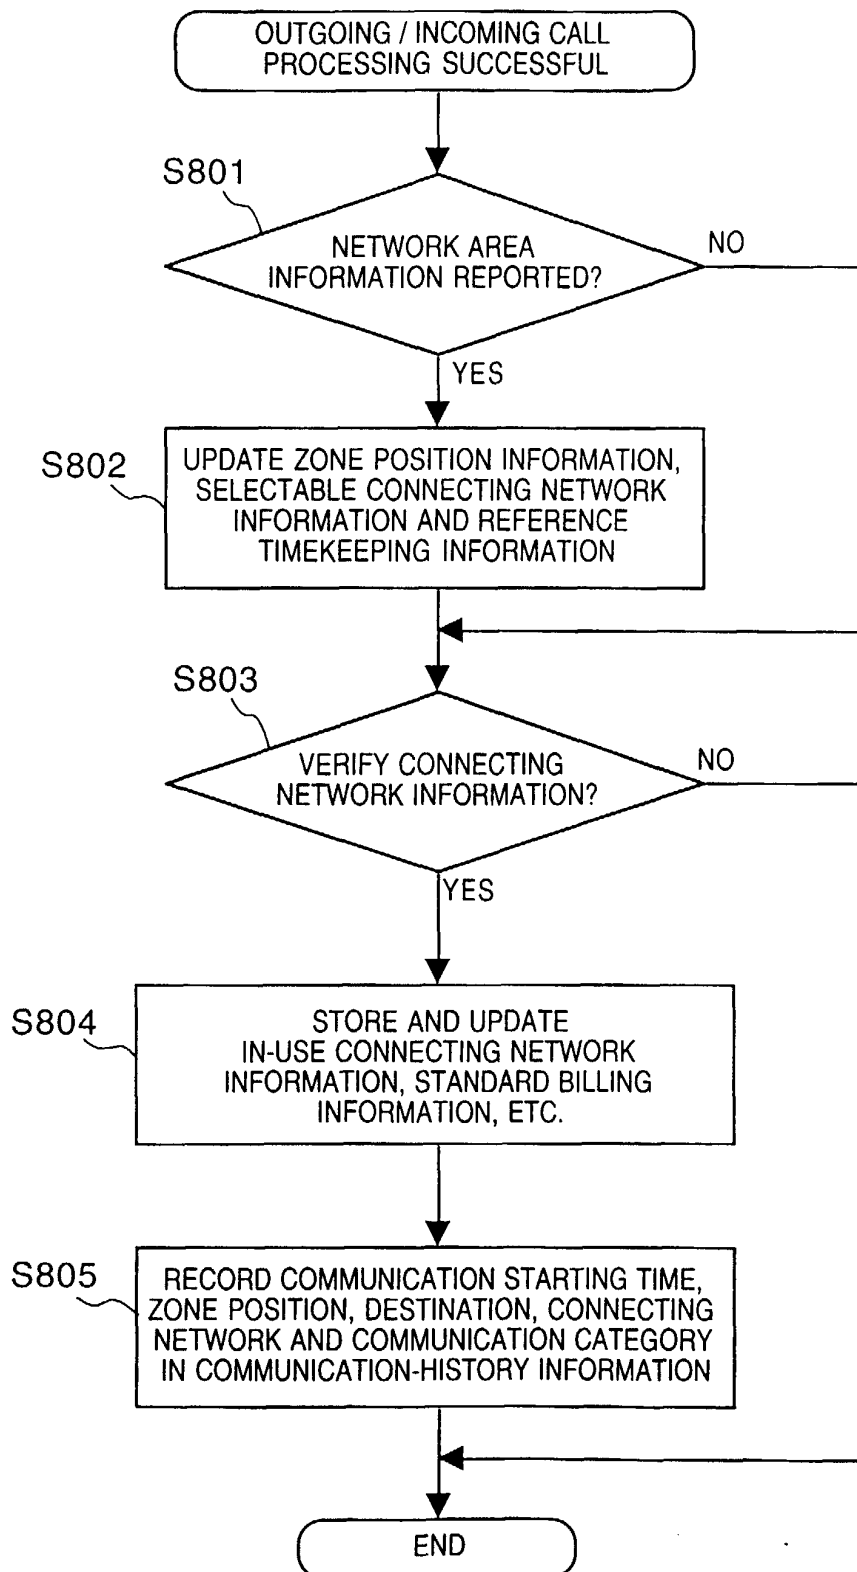 OUTGOING / INCOMING CALL
PROCESSING SUCCESSFUL
S801
NETWORK AREA
INFORMATION REPORTED?
NO
YES
S802
UPDATE ZONE POSITION INFORMATION,
SELECTABLE CONNECTING NETWORK
INFORMATION AND REFERENCE
TIMEKEEPING INFORMATION
S803
VERIFY CONNECTING
NETWORK INFORMATION?
NO
YES
S804
STORE AND UPDATE
IN-USE CONNECTING NETWORK
INFORMATION, STANDARD BILLING
INFORMATION, ETC.
S805
RECORD COMMUNICATION STARTING TIME,
ZONE POSITION, DESTINATION, CONNECTING
NETWORK AND COMMUNICATION CATEGORY
IN COMMUNICATION-HISTORY INFORMATION
END